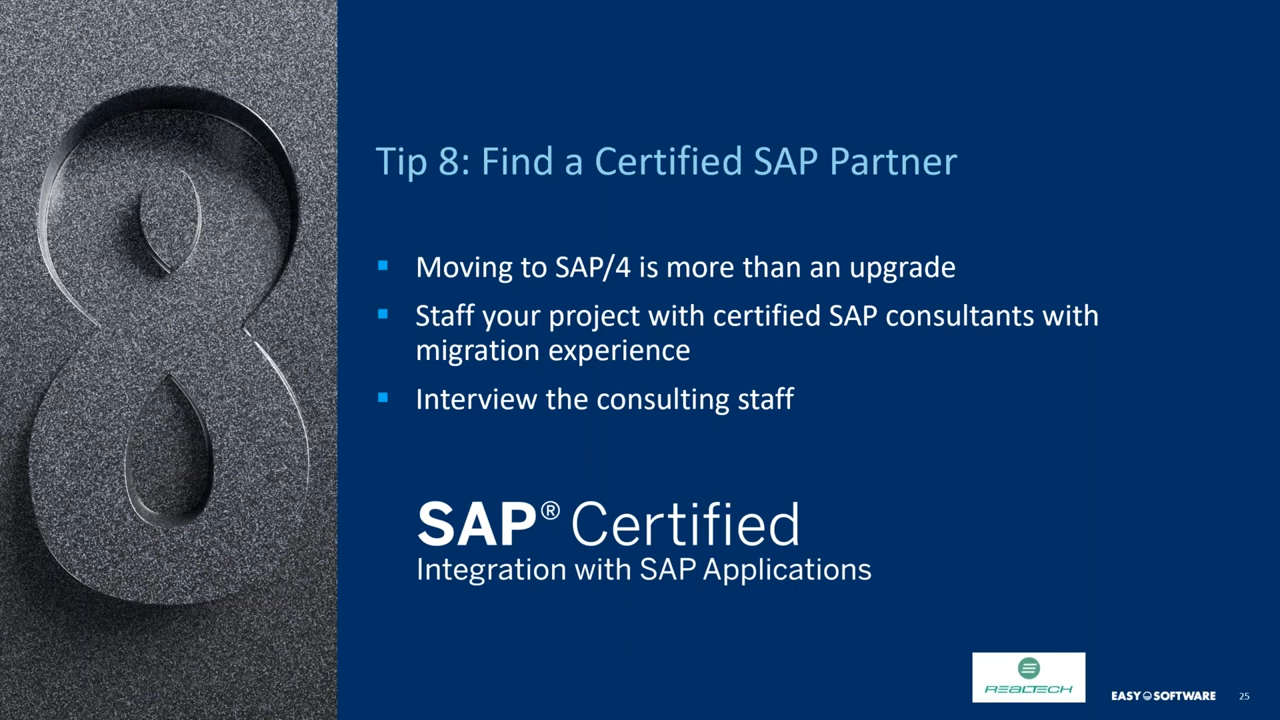 8
Tip 8: Find a Certified SAP Partner
▪ Moving to SAP/4 is more than an upgrade
▪ Staff your project with certified SAP consultants with
migration experience
▪ Interview the consulting staff
SAP® Certified
Integration with SAP Applications
REALTECH
EASY SOFTWARE
25